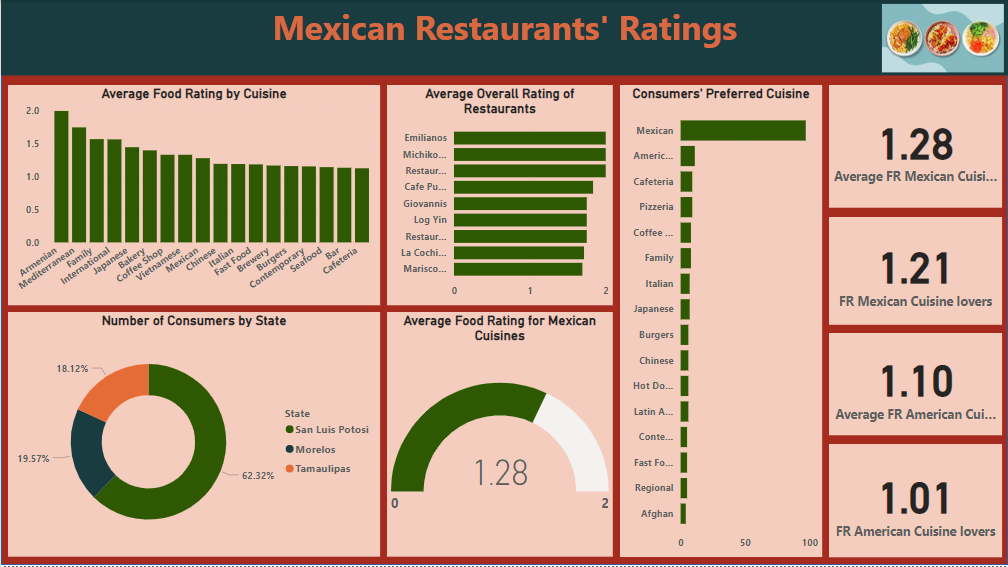 Mexican Restaurants' Ratings
Average Food Rating by Cuisine
2.0
1.5
1.0
0.5
0.0
Armenian
Mediterranean
Family
International
Japanese
Bakery
Coffee Shop
Vietnamese
Mexican
Chinese
Italian
Fast Food
Brewery
Burgers
Contemporary
Seafood
Bar
Cafeteria
Average Overall Rating of
Restaurants
Emilianos
Michiko...
Restaur...
Cafe Pu...
Giovannis
Log Yin
Restaur...
La Cochi...
Marisco...
0 1 2
Consumers' Preferred Cuisine
Mexican
Americ...
Cafeteria
Pizzeria
Coffee ...
Family
Italian
Japanese
Burgers
Chinese
Hot Do...
Latin A...
Conte...
Fast Fo...
Regional
Afghan
0 50 100
1.28
Average FR Mexican Cuisi...
1.21
FR Mexican Cuisine lovers
1.10
Average FR American Cui...
1.01
FR American Cuisine lovers
Number of Consumers by State
18.12%
19.57%
62.32%
State
San Luis Potosi
Morelos
Tamaulipas
Average Food Rating for Mexican
Cuisines
1.28
0 2